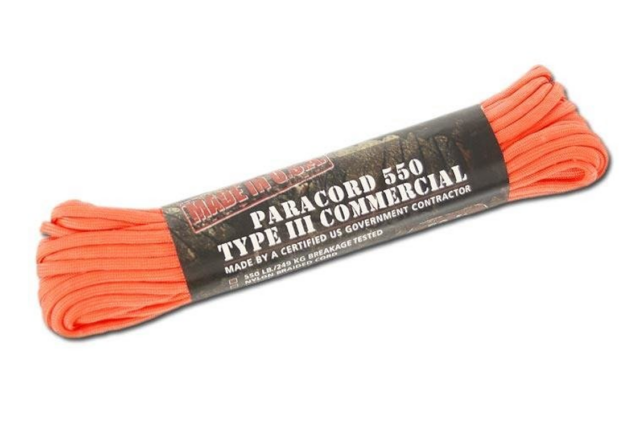 MADE IN U.S.A.
PARACORD 550
TYPE III COMMERCIAL
MADE BY A CERTIFIED US GOVERNMENT CONTRACTOR
550 LB./249 KG BREAKAGE TESTED
NYLON BRAIDED CORD